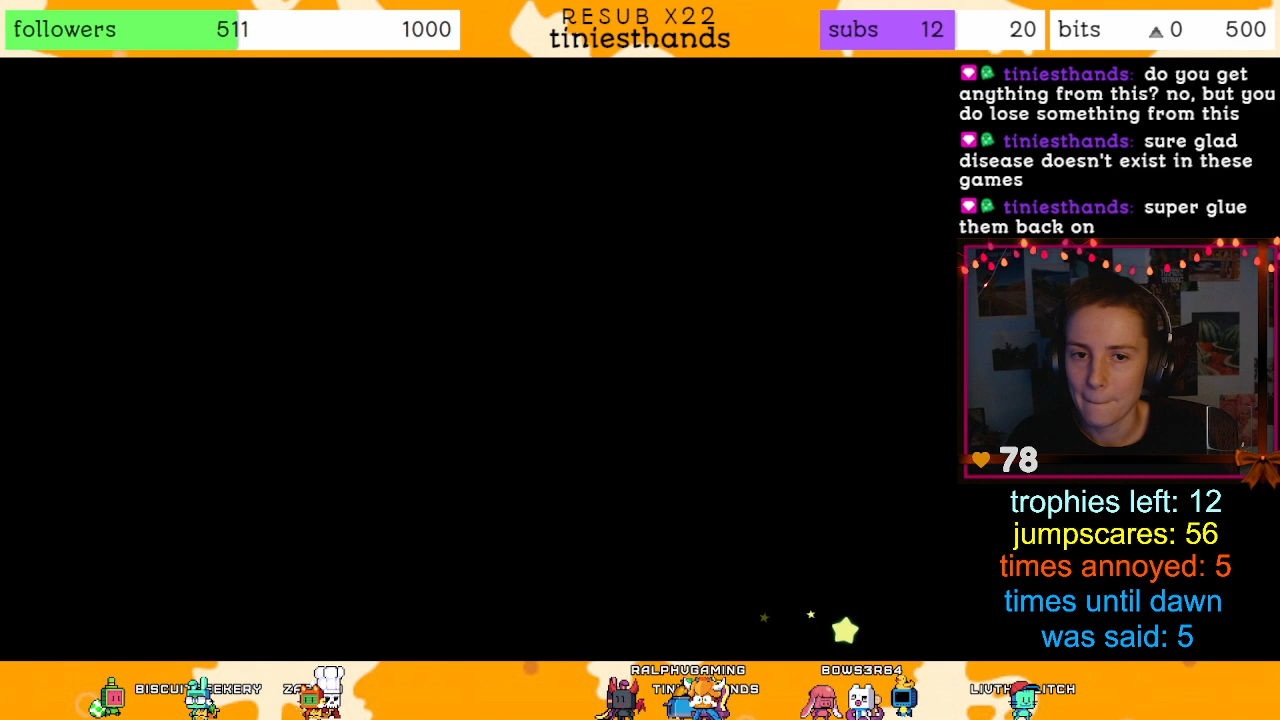 followers 511 1000
RESUB X22
tiniesthands
subs 12 20
bits 0 500
tiniesthands: do you get
anything from this? no, but you
do lose something from this
tiniesthands: sure glad
disease doesn't exist in these
games
tiniesthands: super glue
them back on
78
trophies left: 12
jumpscares: 56
times annoyed: 5
times until dawn
was said: 5
RALPHVGAMING
BOWS3R64